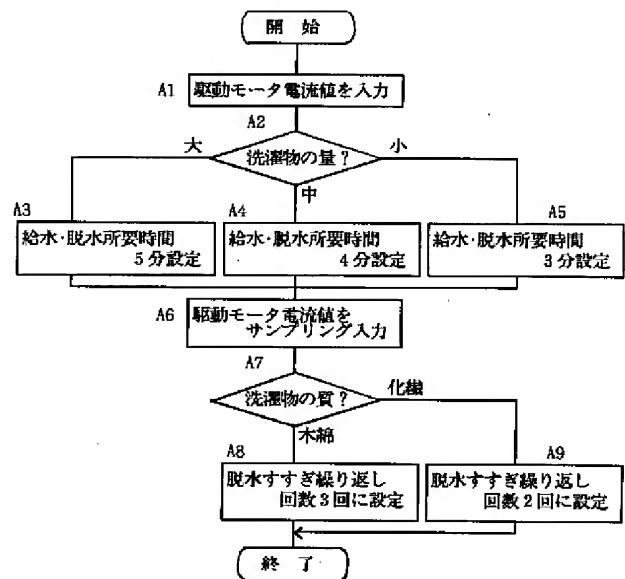 開始
A1
駆動モータ電流値を入力
A2
大
洗濯物の量?
小
中
A3
給水・脱水所要時間
5分設定
A4
給水・脱水所要時間
4分設定
A5
給水・脱水所要時間
3分設定
A6
駆動モータ電流値を
サンプリング入力
A7
洗濯物の質?
化繊
木綿
A8
脱水すすぎ繰り返し
回数3回に設定
A9
脱水すすぎ繰り返し
回数2回に設定
終了